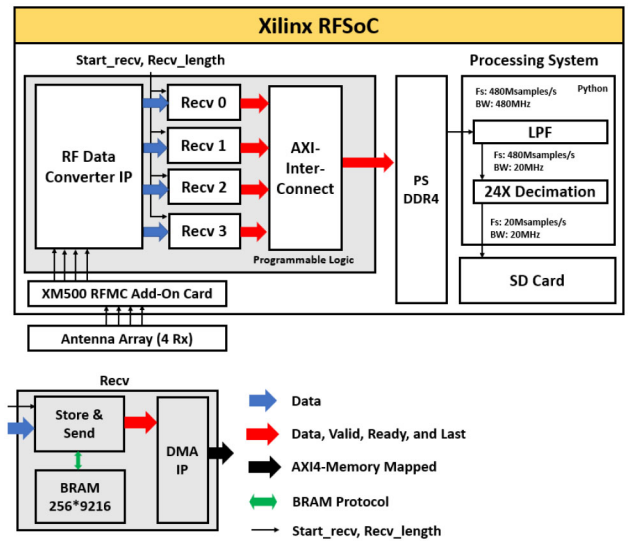 Xilinx RFSoC
Start_recv, Recv_length
Processing System
RF Data
Converter IP
Recv 0
Recv 1
Recv 2
Recv 3
AXI-
Inter-
Connect
Programmable Logic
PS
DDR4
Fs: 480Msamples/s
BW: 480MHz
Python
LPF
Fs: 480Msamples/s
BW: 20MHz
24X Decimation
Fs: 20Msamples/s
BW: 20MHz
SD Card
XM500 RFMC Add-On Card
Antenna Array (4 Rx)
Recv
Store &
Send
BRAM
256*9216
DMA
IP
Data
Data, Valid, Ready, and Last
AXI4-Memory Mapped
BRAM Protocol
Start_recv, Recv_length